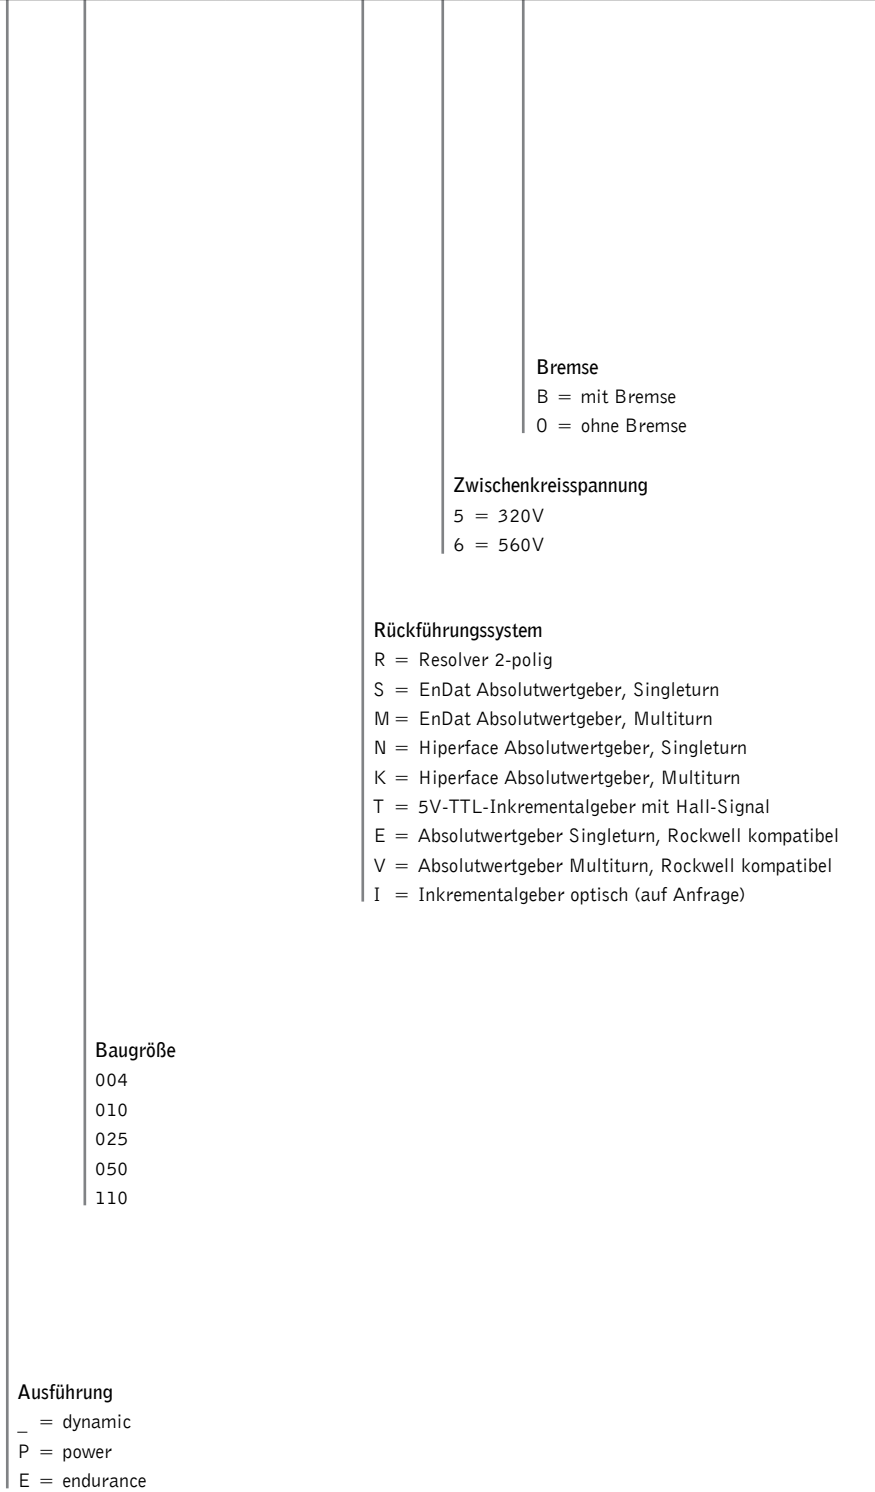 Bremse
B = mit Bremse
0 = ohne Bremse
Zwischenkreisspannung
5 = 320V
6 = 560V
Rückführungssystem
R = Resolver 2-polig
S = EnDat Absolutwertgeber, Singleturn
M = EnDat Absolutwertgeber, Multiturn
N = Hiperface Absolutwertgeber, Singleturn
K = Hiperface Absolutwertgeber, Multiturn
T = 5V-TTL-Inkrementalgeber mit Hall-Signal
E = Absolutwertgeber Singleturn, Rockwell kompatibel
V = Absolutwertgeber Multiturn, Rockwell kompatibel
I = Inkrementalgeber optisch (auf Anfrage)
Baugröße
004
010
025
050
110
Ausführung
_ = dynamic
P = power
E = endurance